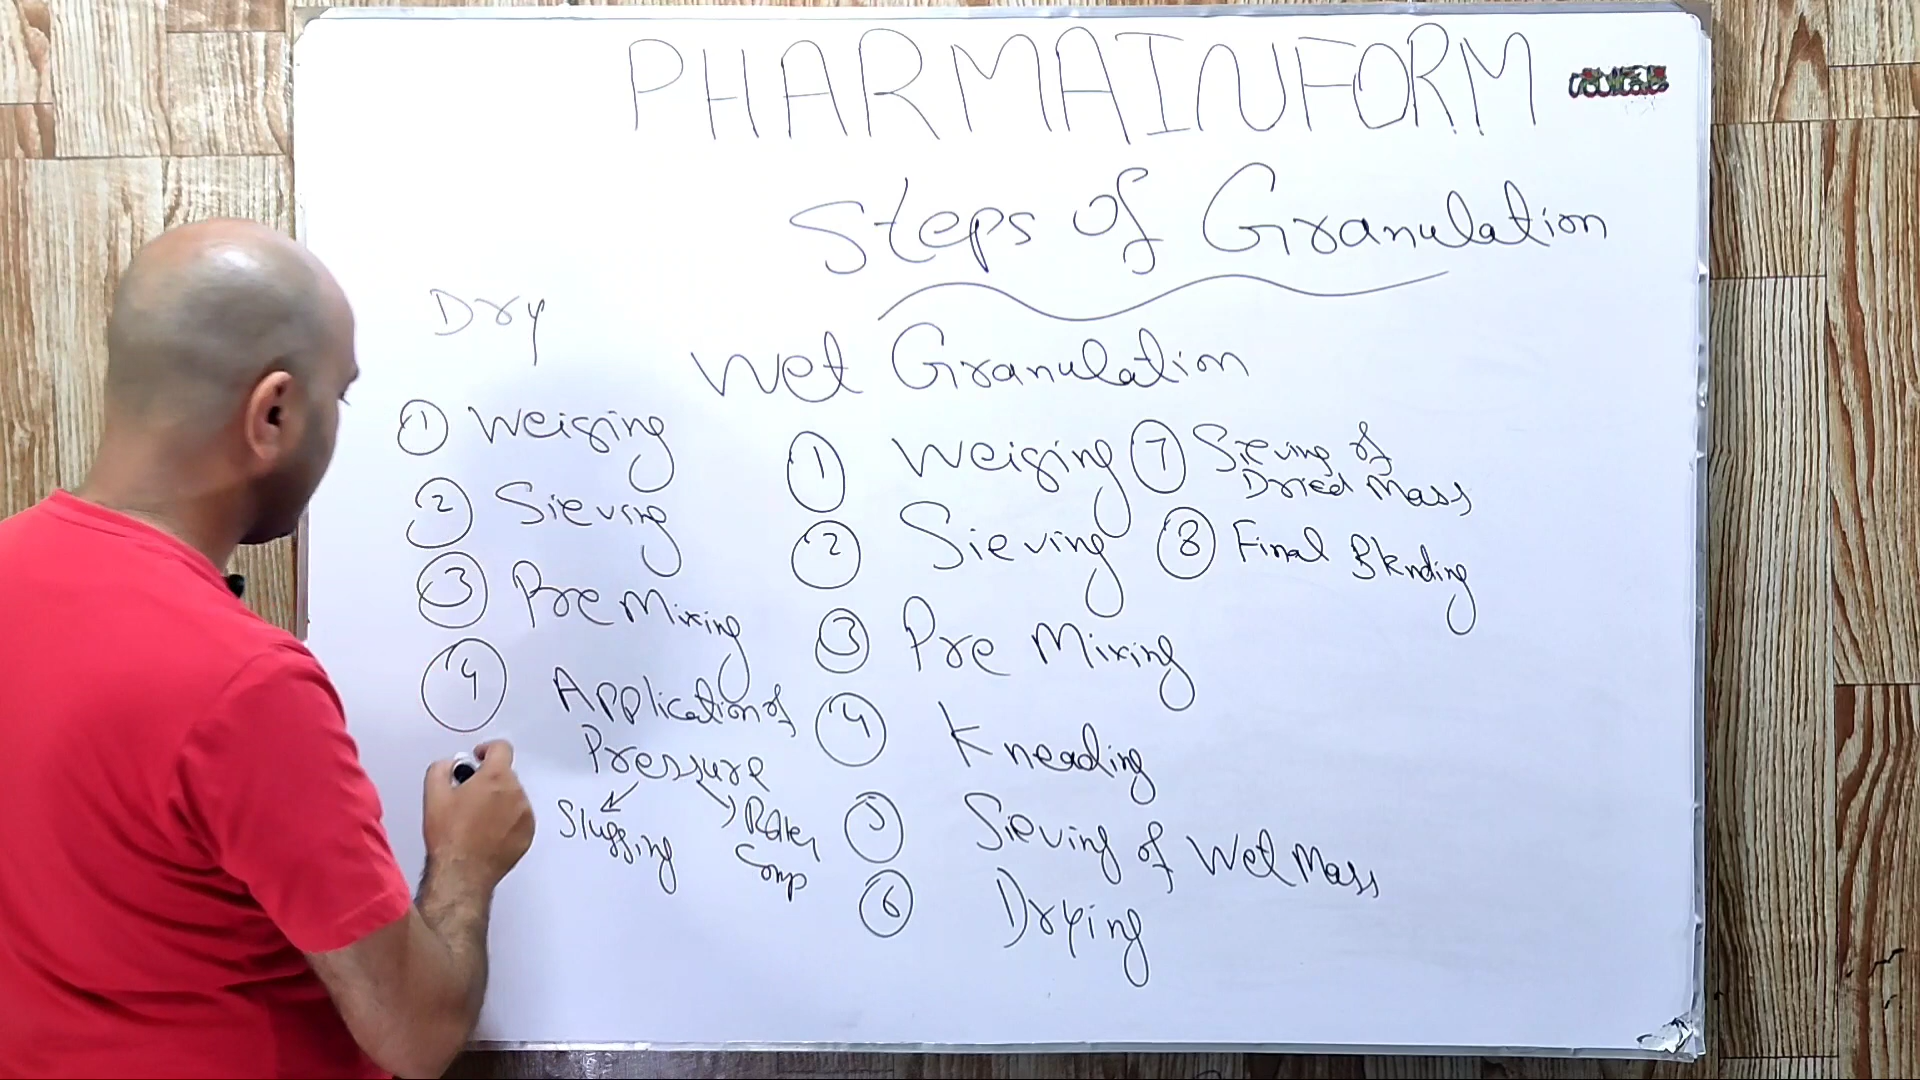 PHARMAINFORM
Steps of Granulation
Dry
① Weiging
② Sieving
③ Pre Mixing
④ Application of
Pressure
Slugging
Roller
Comp
Wet Granulation
① Weiging
② Sieving
③ Pre Mixing
④ Kneading
⑤ Sieving of Wet Mass
⑥ Drying
⑦ Sieving of
Dried Mass
⑧ Final Blending